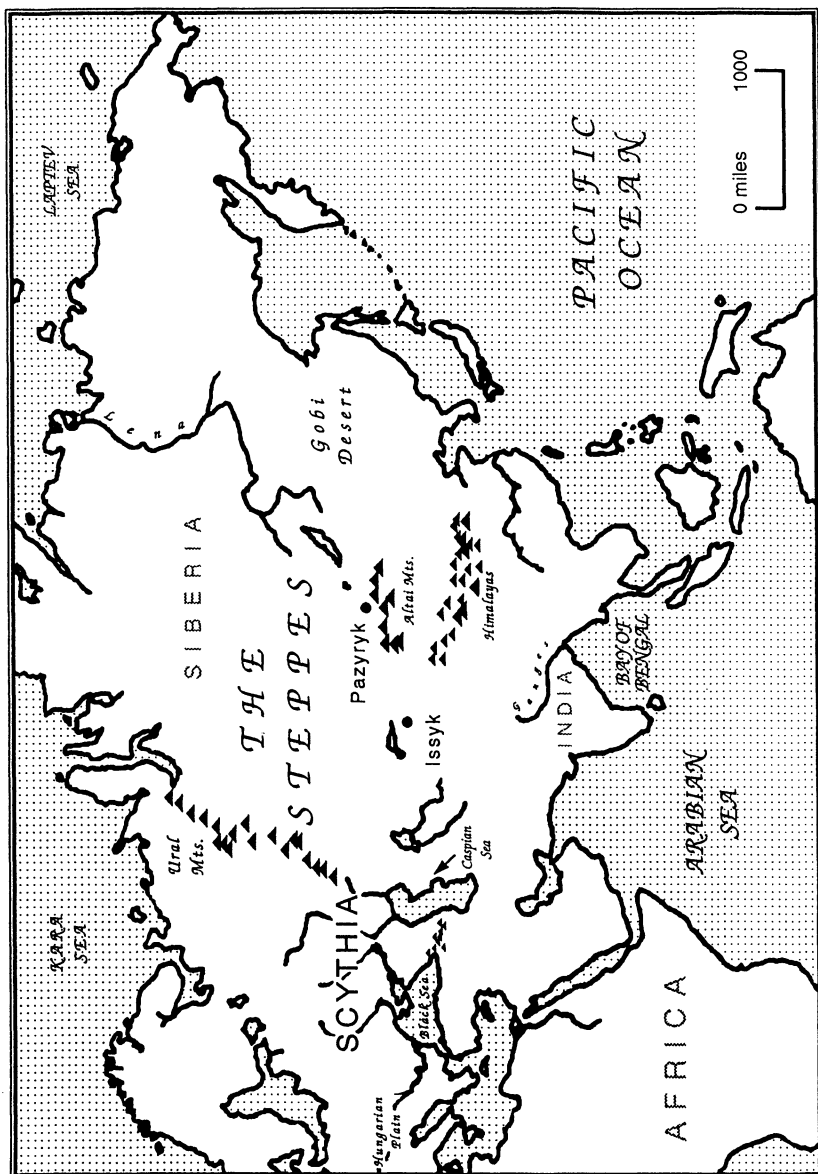 KARA
SEA
LAPTEV
SEA
Ural
Mts.
SIBERIA
Lena
THE
STEPPES
Gobi
Desert
SCYTHIA
Pazyryk
Altai Mts.
Issyk
Caspian
Sea
Black Sea
Hungarian
Plain
Himalayas
Ganges
INDIA
BAY OF
BENGAL
ARABIAN
SEA
AFRICA
PACIFIC
OCEAN
0 miles 1000